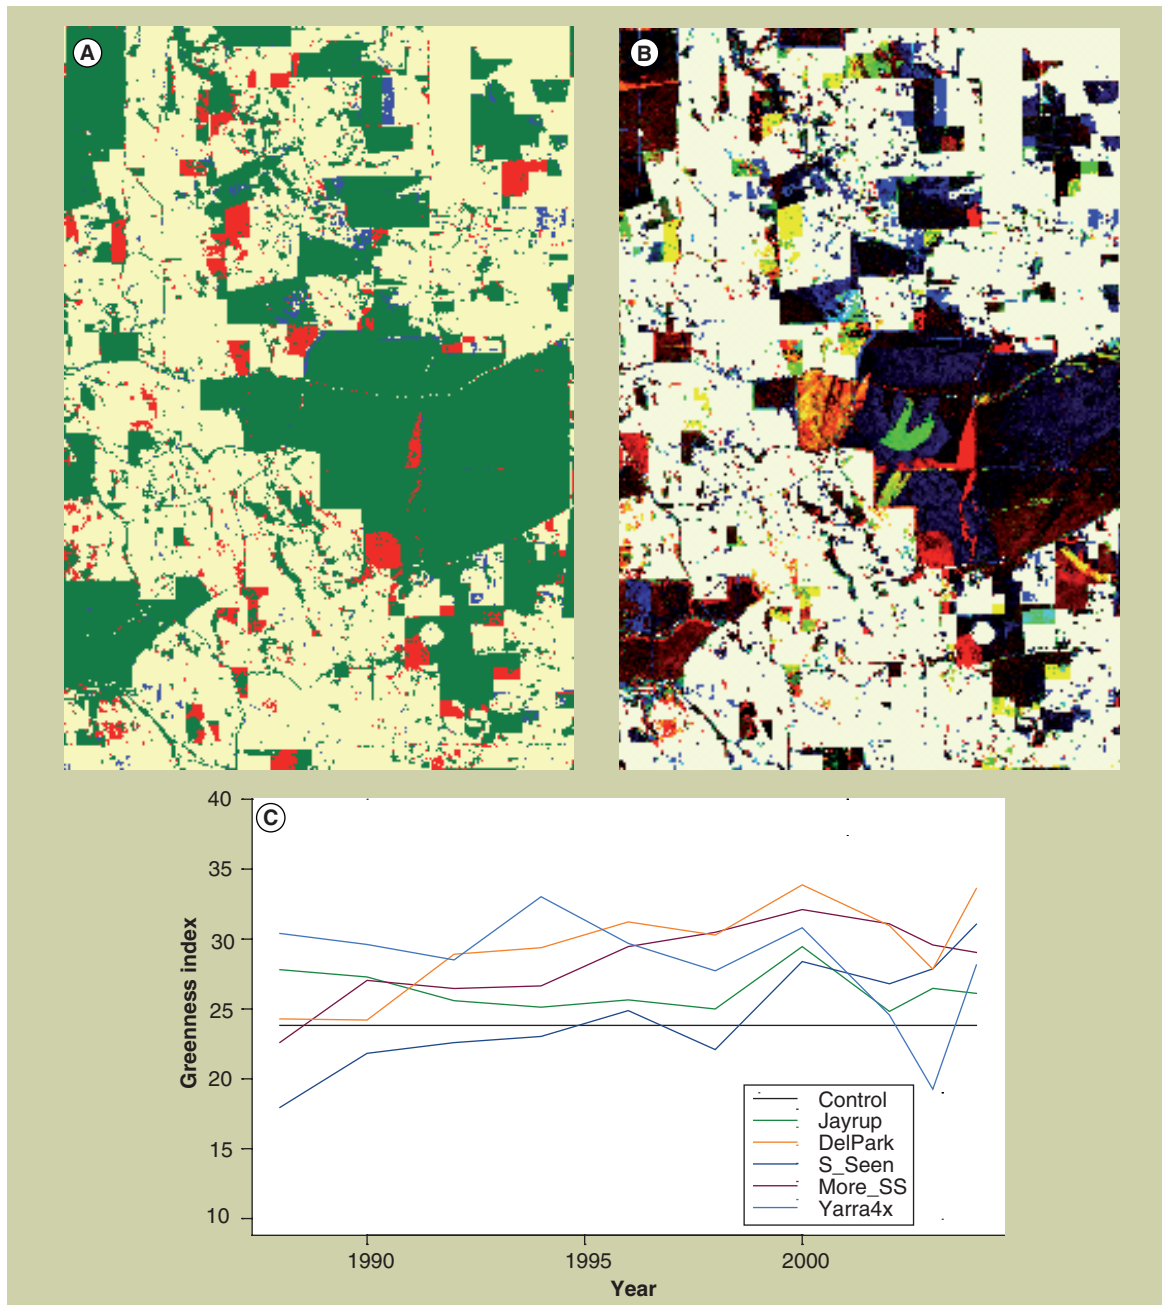 A
B
C
40
35
30
25
20
15
10
Greenness index
Control
Jayrup
DelPark
S_Seen
More_SS
Yarra4x
1990
1995
2000
Year